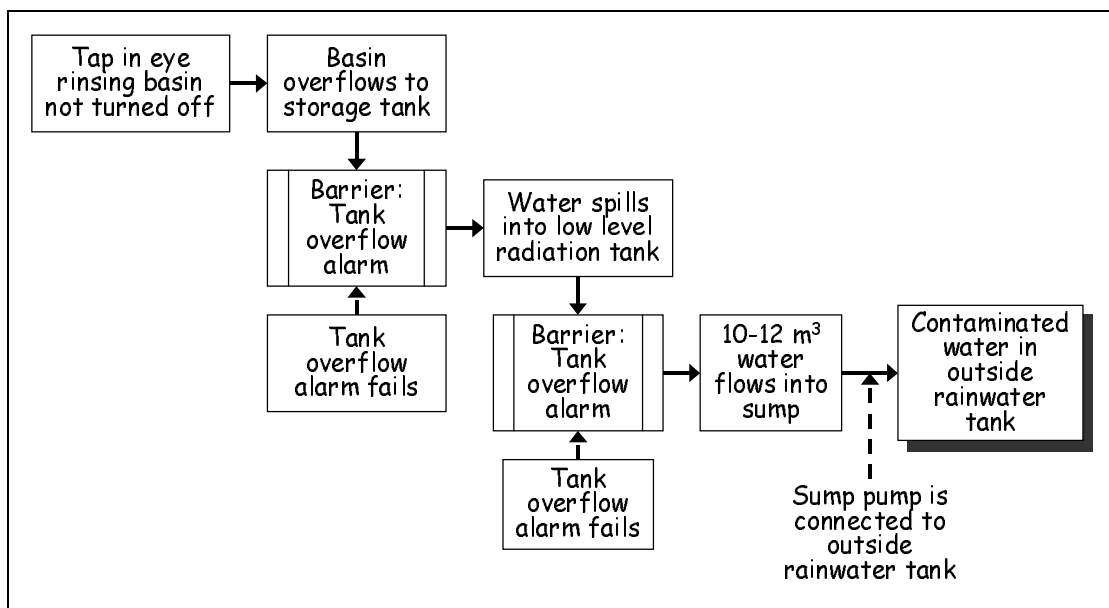 Tap in eye
rinsing basin
not turned off
Basin
overflows to
storage tank
Barrier:
Tank
overflow
alarm
Tank
overflow
alarm fails
Water spills
into low level
radiation tank
Barrier:
Tank
overflow
alarm
Tank
overflow
alarm fails
10-12 m³
water
flows into
sump
Contaminated
water in
outside
rainwater
tank
Sump pump is
connected to
outside
rainwater tank